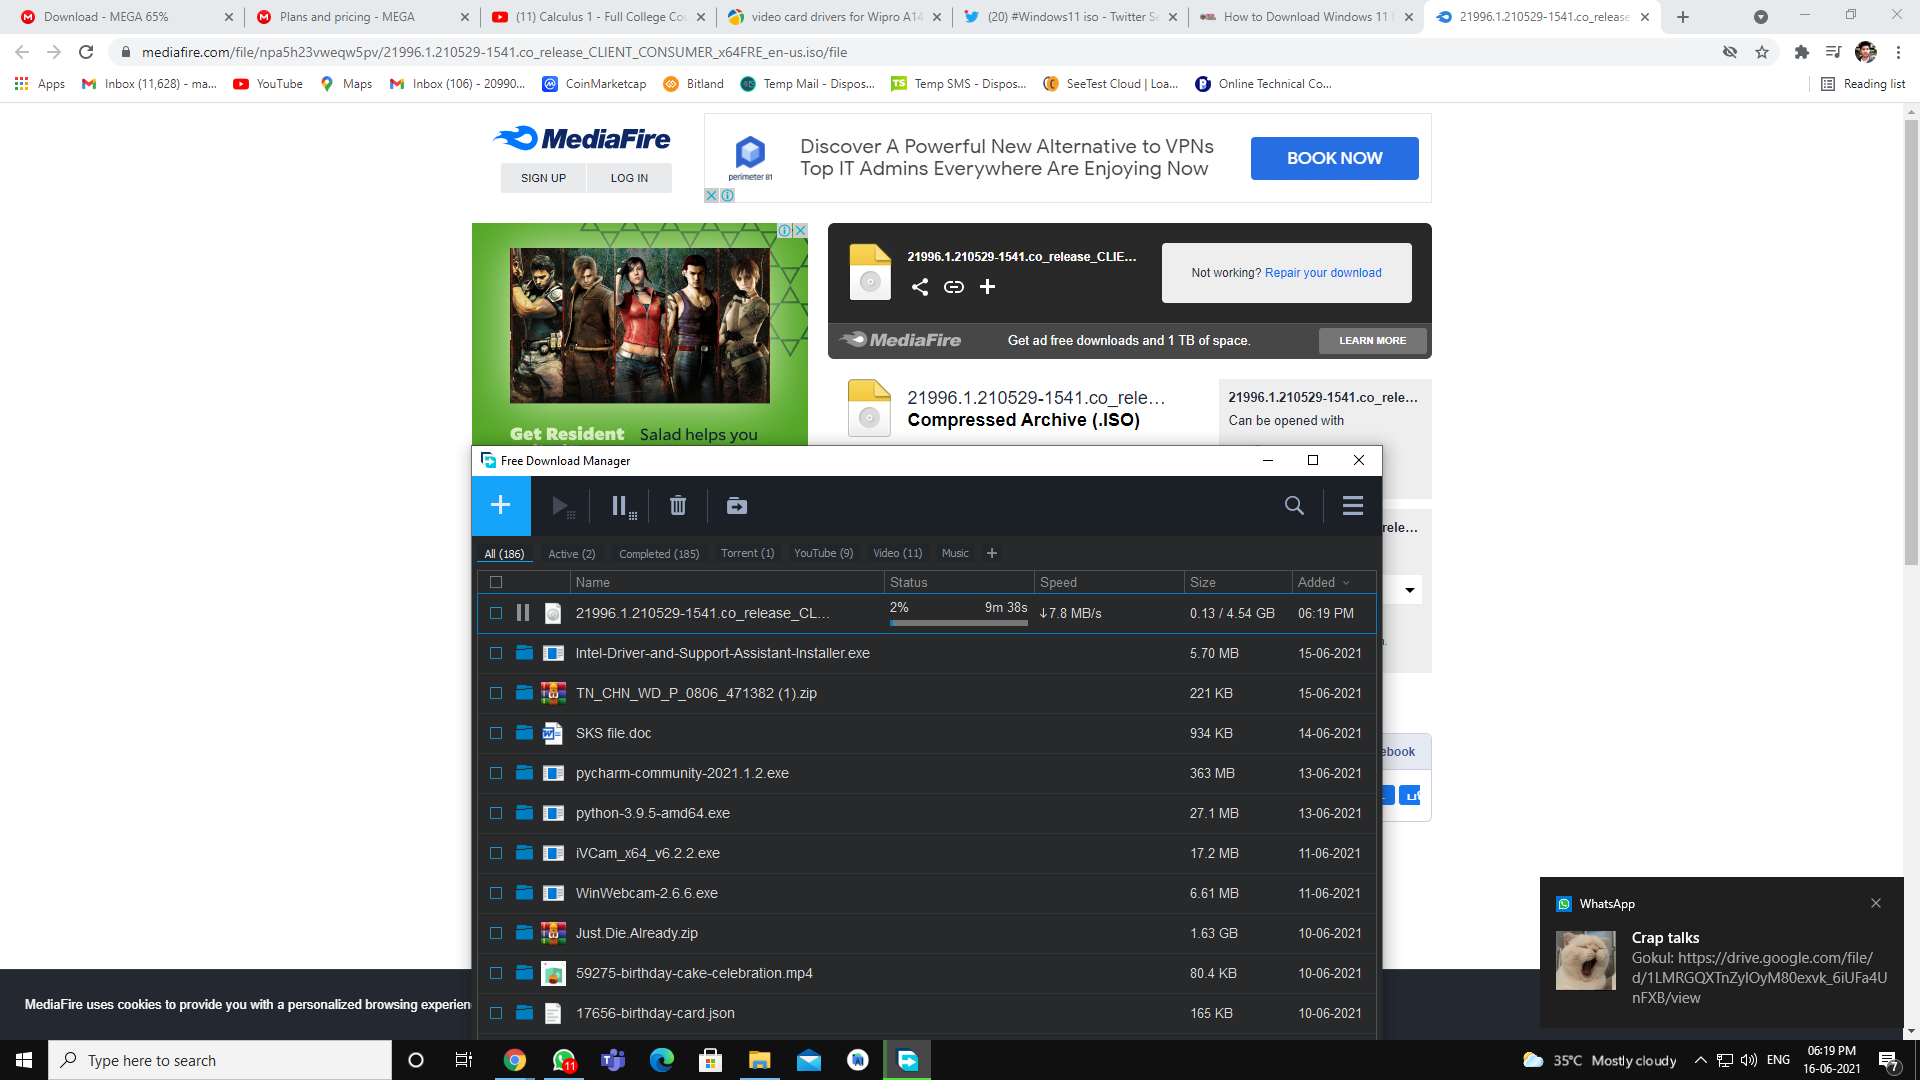 Download - MEGA 65%
Plans and pricing - MEGA
(11) Calculus 1 - Full College Co
video card drivers for Wipro A14
(20) #Windows11 iso - Twitter Se
How to Download Windows 11
21996.1.210529-1541.co_release
mediafire.com/file/npa5h23vweqw5pv/21996.1.210529-1541.co_release_CLIENT_CONSUMER_x64FRE_en-us.iso/file
Apps
Inbox (11,628) - ma...
YouTube
Maps
Inbox (106) - 20990...
CoinMarketcap
Bitland
Temp Mail - Dispos...
TS
Temp SMS - Dispos...
SeeTest Cloud | Loa...
Online Technical Co...
Reading list
MediaFire
SIGN UP
LOG IN
perimeter 81
Discover A Powerful New Alternative to VPNs
Top IT Admins Everywhere Are Enjoying Now
BOOK NOW
21996.1.210529-1541.co_release_CLIE...
Not working? Repair your download
MediaFire
Get ad free downloads and 1 TB of space.
LEARN MORE
21996.1.210529-1541.co_rele...
Compressed Archive (.ISO)
21996.1.210529-1541.co_rele...
Can be opened with
Get Resident
Salad helps you
Free Download Manager
All (186)
Active (2)
Completed (185)
Torrent (1)
YouTube (9)
Video (11)
Music
+
Name
Status
Speed
Size
Added
21996.1.210529-1541.co_release_CL...
2%
9m 38s
↓7.8 MB/s
0.13 / 4.54 GB
06:19 PM
Intel-Driver-and-Support-Assistant-Installer.exe
5.70 MB
15-06-2021
TN_CHN_WD_P_0806_471382 (1).zip
221 KB
15-06-2021
SKS file.doc
934 KB
14-06-2021
pycharm-community-2021.1.2.exe
363 MB
13-06-2021
python-3.9.5-amd64.exe
27.1 MB
13-06-2021
iVCam_x64_v6.2.2.exe
17.2 MB
11-06-2021
WinWebcam-2.6.6.exe
6.61 MB
11-06-2021
Just.Die.Already.zip
1.63 GB
10-06-2021
59275-birthday-cake-celebration.mp4
80.4 KB
10-06-2021
17656-birthday-card.json
165 KB
10-06-2021
rele...
ebook
MediaFire uses cookies to provide you with a personalized browsing experien
WhatsApp
Crap talks
Gokul: https://drive.google.com/file/
d/1LMRGQXTnZylOyM80exvk_6iUFa4U
nFXB/view
Type here to search
11
35°C Mostly cloudy
ENG
06:19 PM
16-06-2021
7